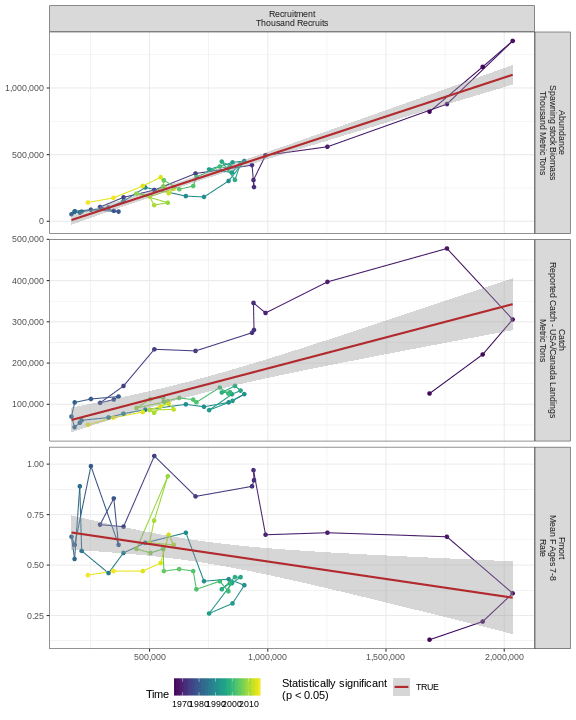 Recruitment
Thousand Recruits
1,000,000
500,000
0
Abundance
Spawning stock Biomass
Thousand Metric Tons
500,000
400,000
300,000
200,000
100,000
Catch
Reported Catch - USA/Canada Landings
Metric Tons
1.00
0.75
0.50
0.25
Fmort
Mean F Ages 7-8
Rate
500,000
1,000,000
1,500,000
2,000,000
Time
1970 1980 1990 2000 2010
Statistically significant
(p < 0.05)
TRUE